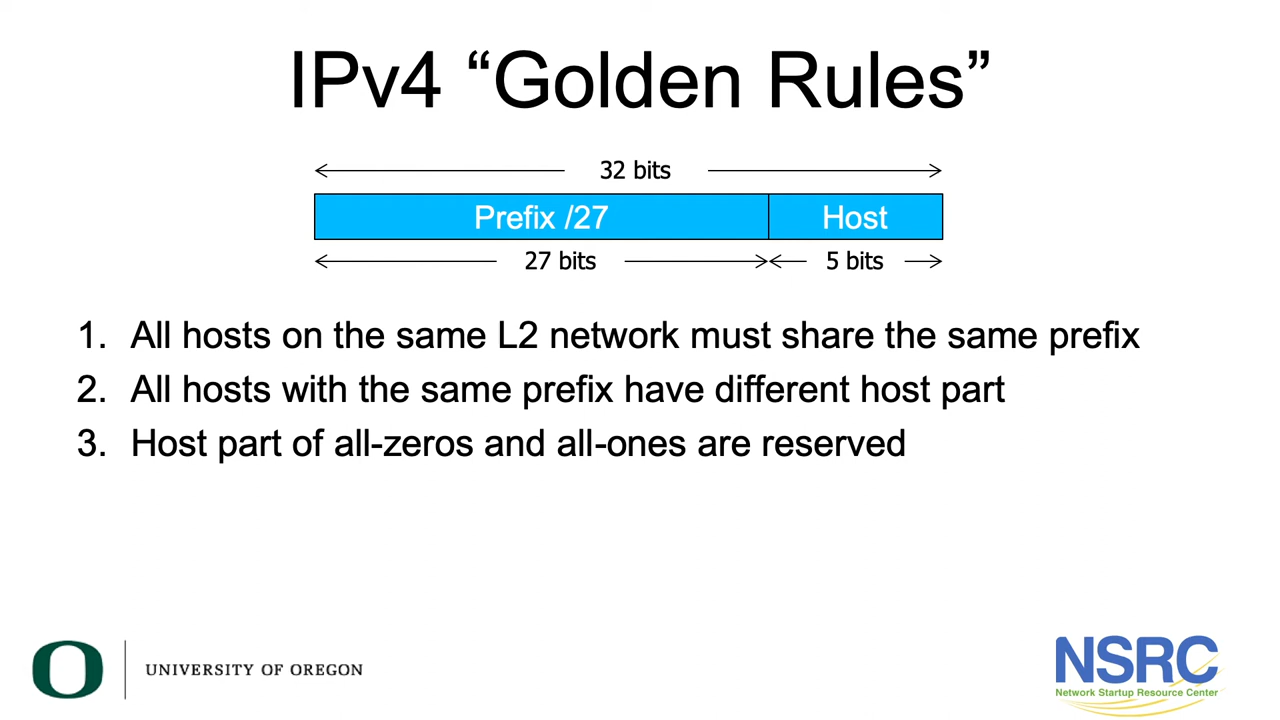 IPv4 “Golden Rules”
32 bits
Prefix /27
Host
27 bits
5 bits
1. All hosts on the same L2 network must share the same prefix
2. All hosts with the same prefix have different host part
3. Host part of all-zeros and all-ones are reserved
O
UNIVERSITY OF OREGON
NSRC
Network Startup Resource Center